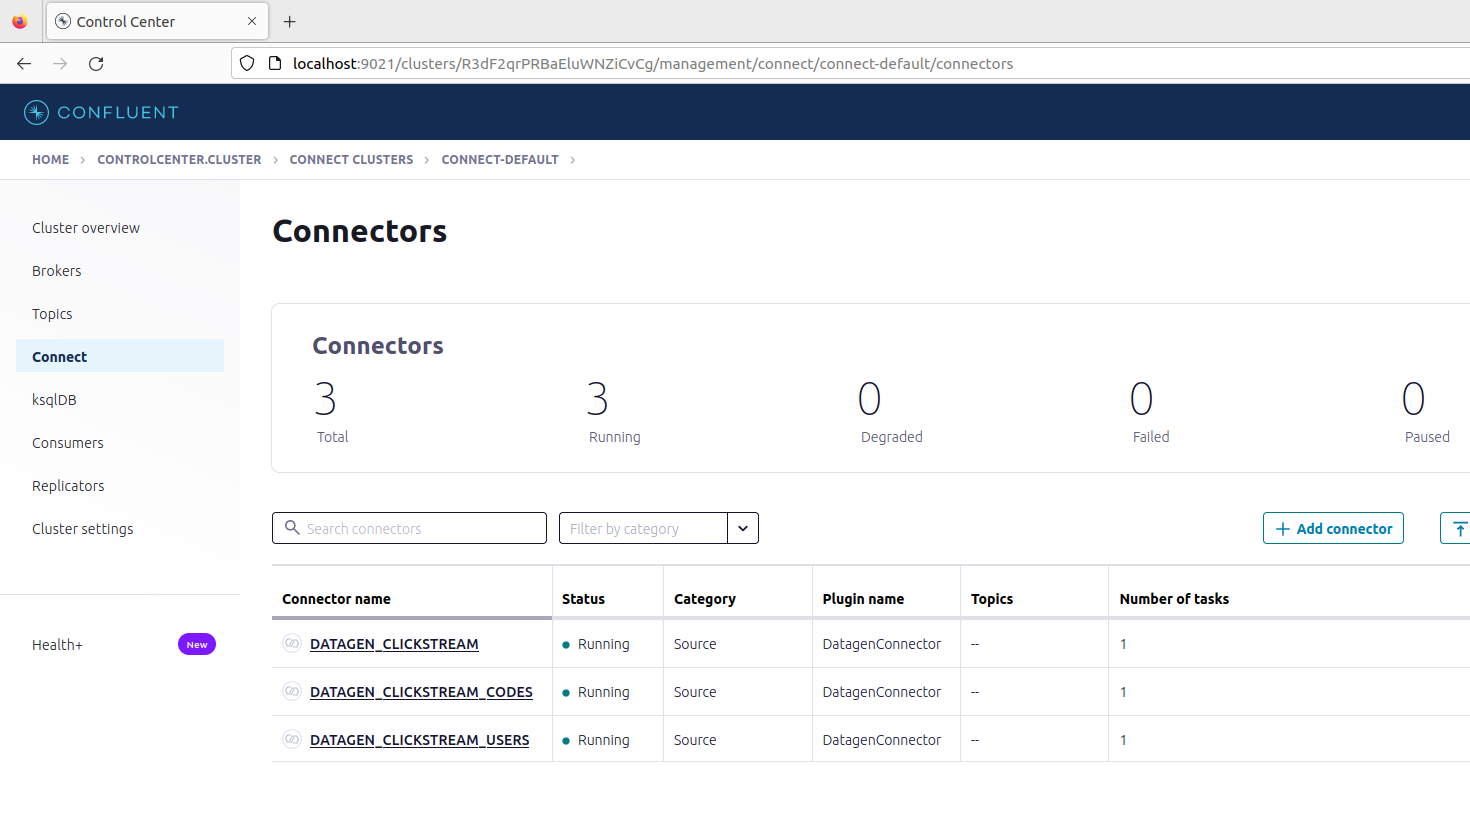 Control Center
localhost:9021/clusters/R3dF2qrPRBaEluWNZiCvCg/management/connect/connect-default/connectors
CONFLUENT
HOME > CONTROLCENTER.CLUSTER > CONNECT CLUSTERS > CONNECT-DEFAULT >
Cluster overview
Brokers
Topics
Connect
ksqlDB
Consumers
Replicators
Cluster settings
Health+ New
Connectors
Connectors
3 3 0 0 0
Total Running Degraded Failed Paused
Search connectors Filter by category + Add connector
Connector name Status Category Plugin name Topics Number of tasks
DATAGEN_CLICKSTREAM Running Source DatagenConnector -- 1
DATAGEN_CLICKSTREAM_CODES Running Source DatagenConnector -- 1
DATAGEN_CLICKSTREAM_USERS Running Source DatagenConnector -- 1